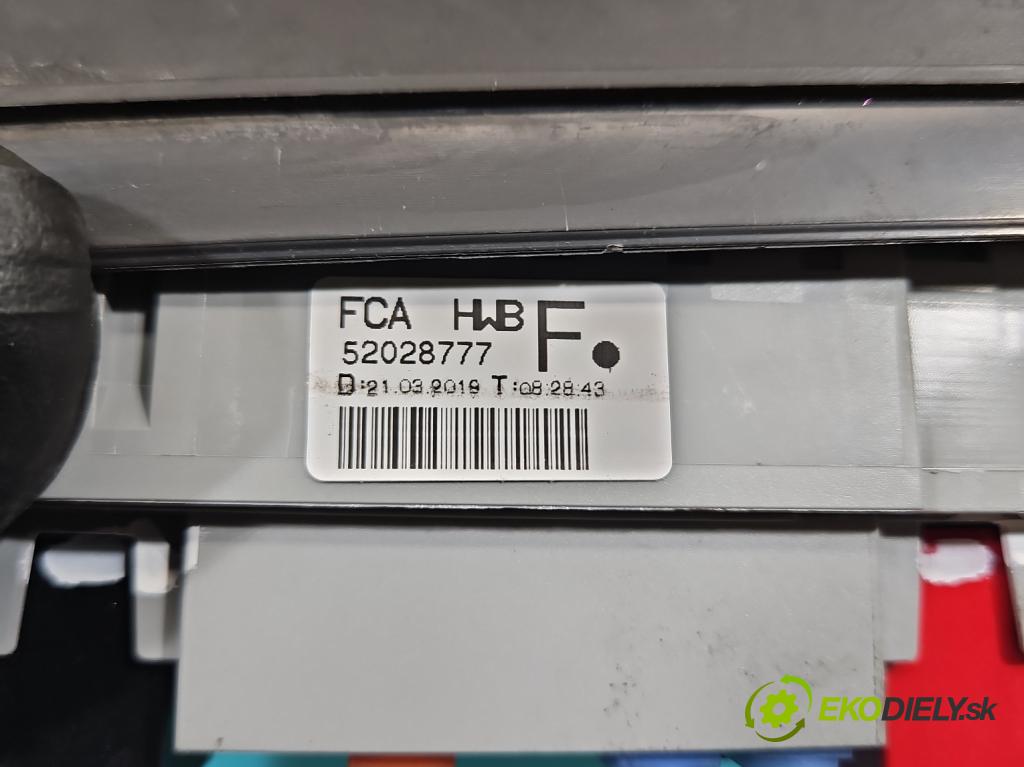 FCA HWB F.
52028777
D:21.03.2019 T:08:28:43
EKODIELY.sk